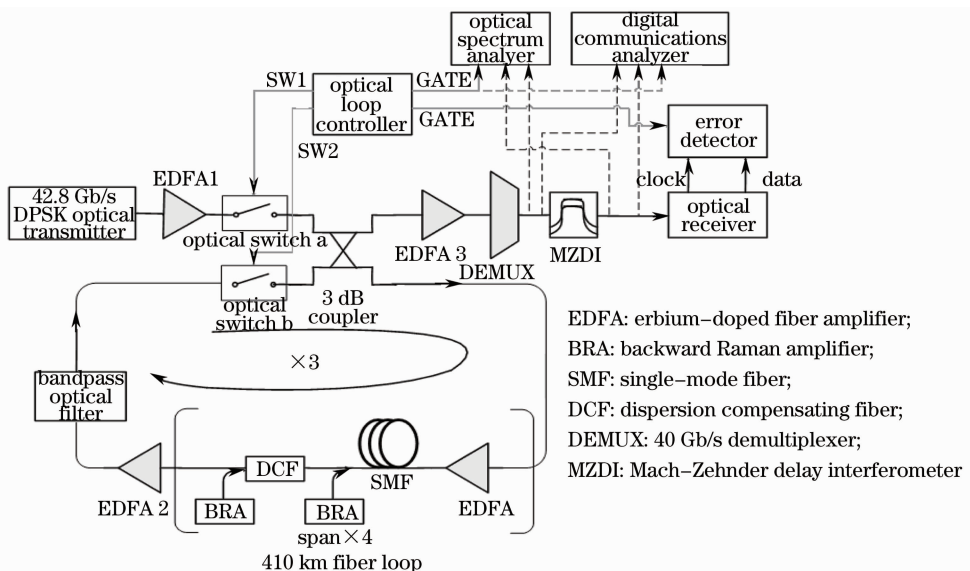 optical
spectrum
analyer
digital
communications
analyzer
SW1
optical
loop
controller
GATE
GATE
SW2
error
detector
clock
data
42.8 Gb/s
DPSK optical
transmitter
EDFA1
optical switch a
EDFA 3
DEMUX
MZDI
optical
receiver
optical
switch b
3 dB
coupler
×3
bandpass
optical
filter
EDFA 2
BRA
DCF
BRA
SMF
EDFA
span×4
410 km fiber loop
EDFA: erbium-doped fiber amplifier;
BRA: backward Raman amplifier;
SMF: single-mode fiber;
DCF: dispersion compensating fiber;
DEMUX: 40 Gb/s demultiplexer;
MZDI: Mach-Zehnder delay interferometer